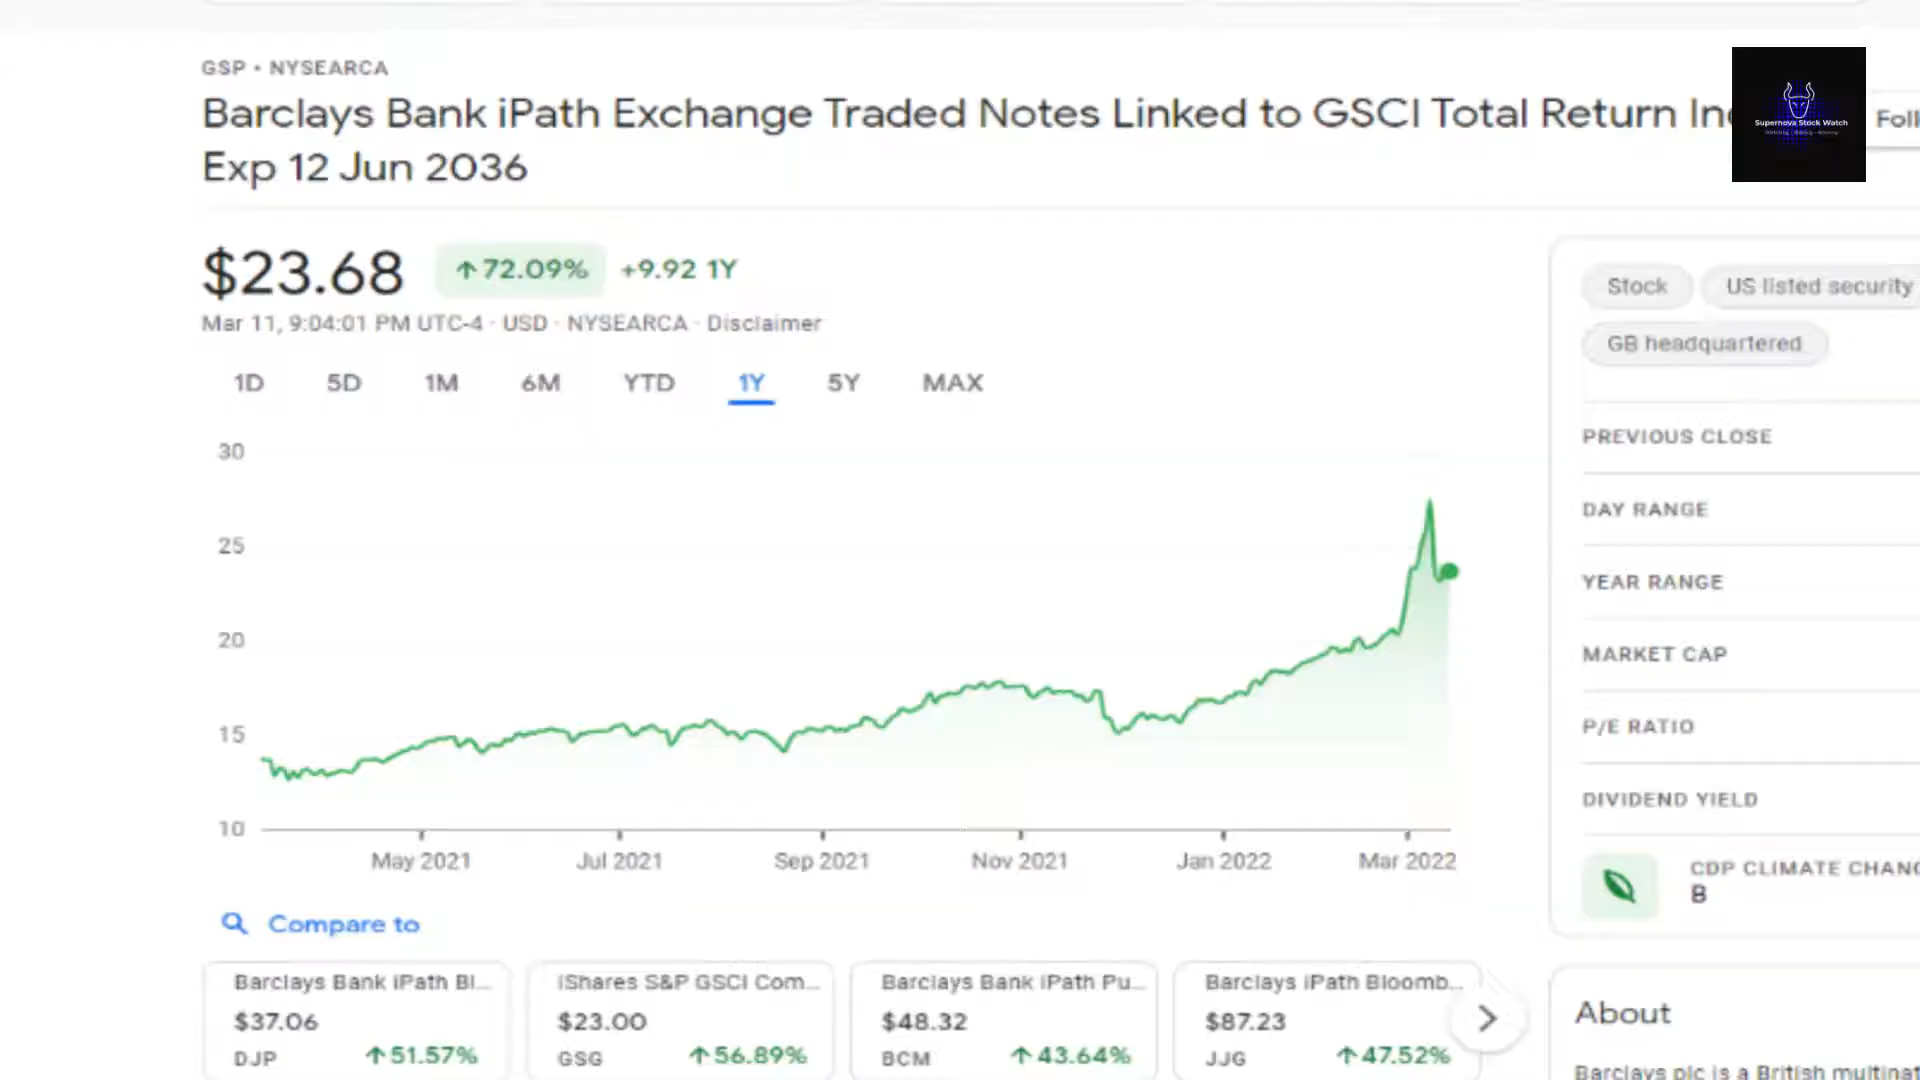 GSP • NYSEARCA
Barclays Bank iPath Exchange Traded Notes Linked to GSCI Total Return
Exp 12 Jun 2036
Supernova Stock Watch
Foll
$23.68 ↑72.09% +9.92 1Y
Mar 11, 9:04:01 PM UTC-4 · USD · NYSEARCA · Disclaimer
1D 5D 1M 6M YTD 1Y 5Y MAX
30
25
20
15
10
May 2021 Jul 2021 Sep 2021 Nov 2021 Jan 2022 Mar 2022
Compare to
Barclays Bank iPath Bl...
$37.06
DJP ↑51.57%
iShares S&P GSCI Com...
$23.00
GSG ↑56.89%
Barclays Bank iPath Pu...
$48.32
BCM ↑43.64%
Barclays iPath Bloomb...
$87.23
JJG ↑47.52%
Stock US listed security
GB headquartered
PREVIOUS CLOSE
DAY RANGE
YEAR RANGE
MARKET CAP
P/E RATIO
DIVIDEND YIELD
CDP CLIMATE CHANG
B
About
Barclays plc is a British multinat